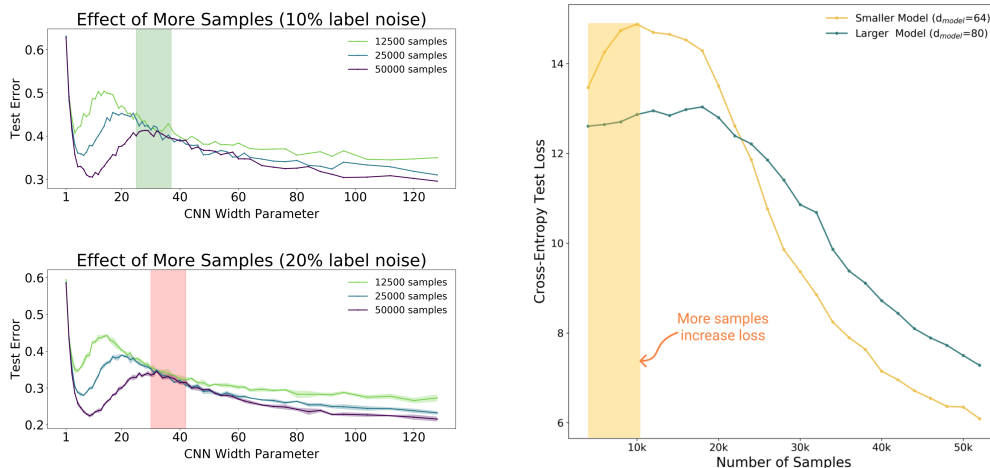 Effect of More Samples (10% label noise)
Test Error
0.6
0.5
0.4
0.3
12500 samples
25000 samples
50000 samples
1 20 40 60 80 100 120
CNN Width Parameter
Effect of More Samples (20% label noise)
Test Error
0.6
0.5
0.4
0.3
0.2
12500 samples
25000 samples
50000 samples
1 20 40 60 80 100 120
CNN Width Parameter
Cross-Entropy Test Loss
14
12
10
8
6
Smaller Model (d_model=64)
Larger Model (d_model=80)
More samples
increase loss
10k 20k 30k 40k 50k
Number of Samples